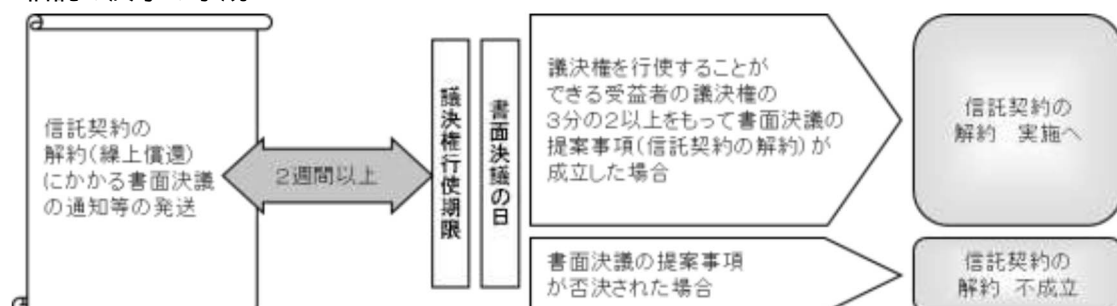 信託契約の
解約(繰上償還)
にかかる書面決議
の通知等の発送
2週間以上
議決権行使期限
書面決議の日
議決権を行使することが
できる受益者の議決権の
3分の2以上をもって書面決議の
提案事項(信託契約の解約)が
成立した場合
信託契約の
解約 実施へ
書面決議の提案事項
が否決された場合
信託契約の
解約 不成立